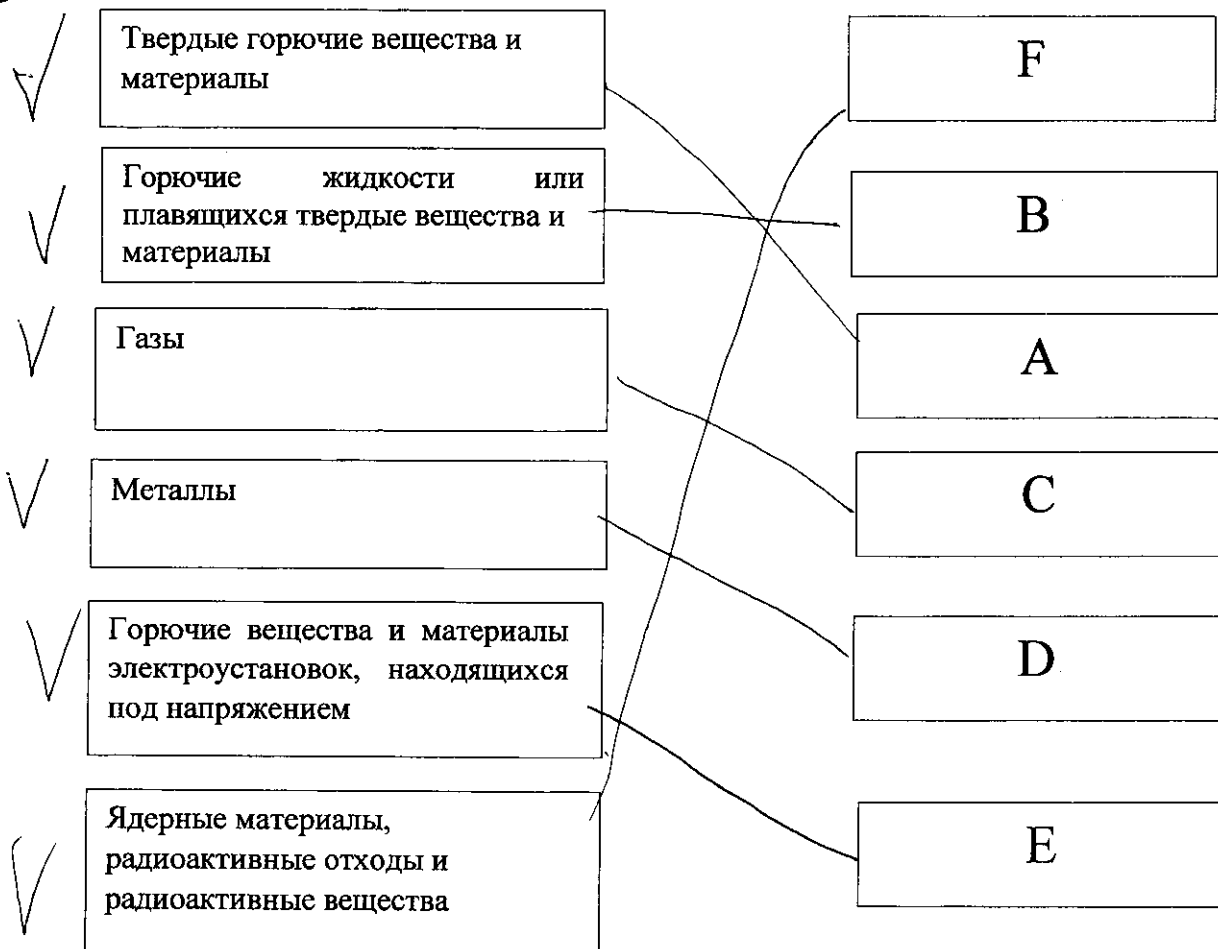 Твердые горючие вещества и
материалы
F
Горючие жидкости или
плавящихся твердые вещества и
материалы
B
Газы
A
Металлы
C
Горючие вещества и материалы
электроустановок, находящихся
под напряжением
D
Ядерные материалы,
радиоактивные отходы и
радиоактивные вещества
E